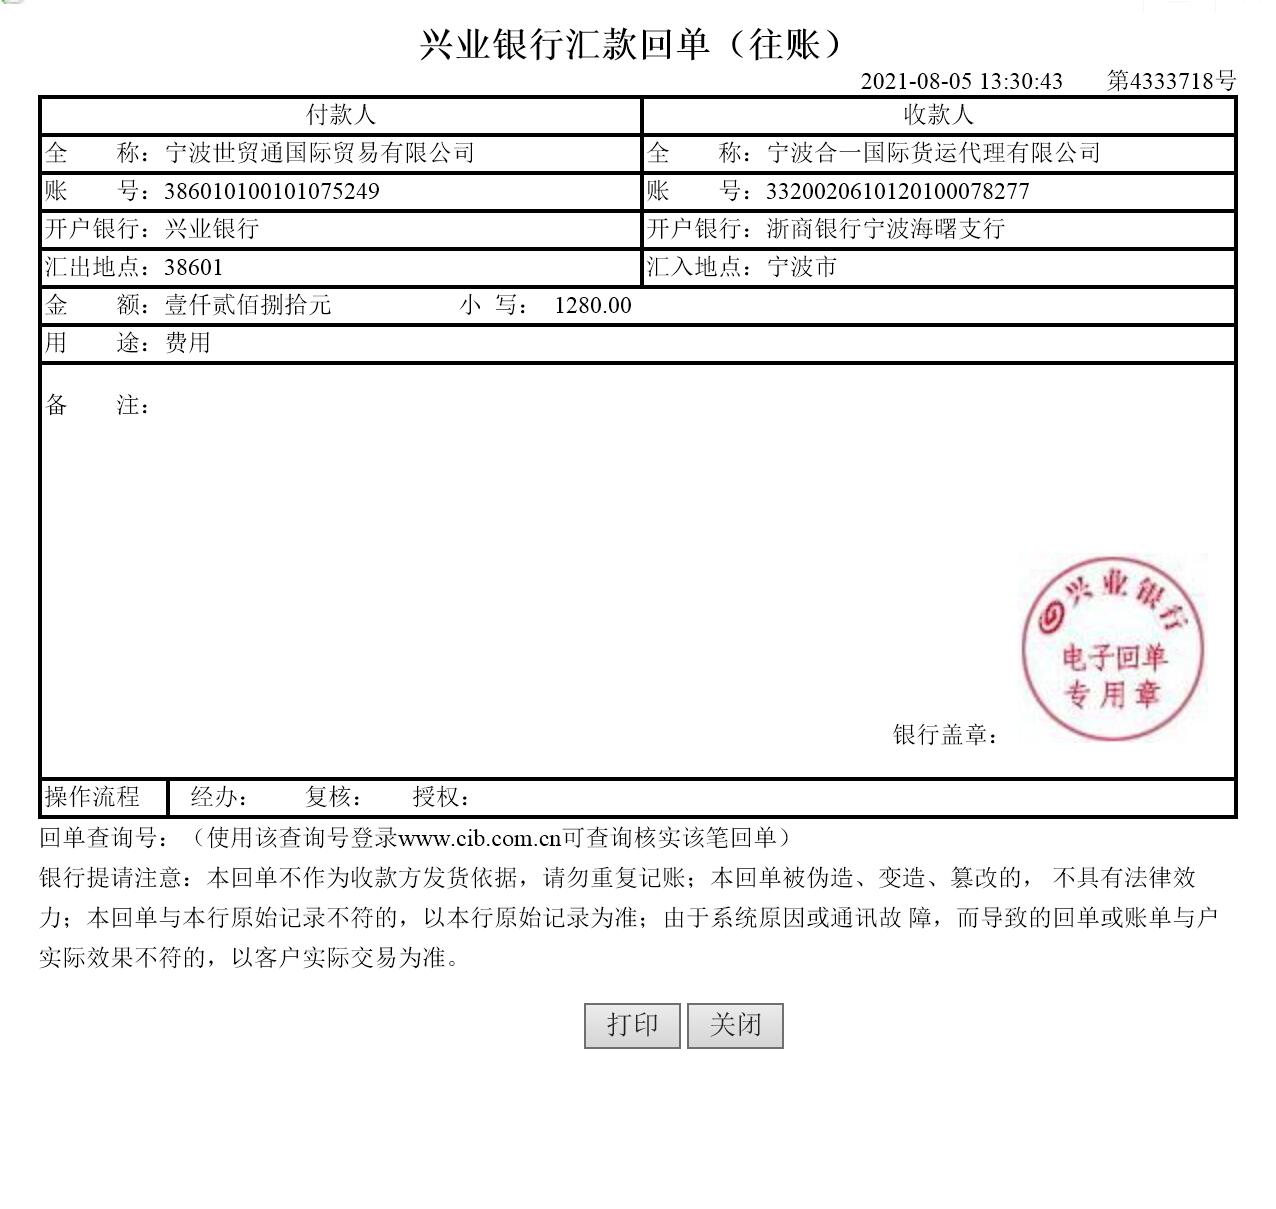 兴业银行汇款回单（往账）
2021-08-05 13:30:43 第4333718号
付款人 收款人
全 称：宁波世贸通国际贸易有限公司 全 称：宁波合一国际货运代理有限公司
账 号：386010100101075249 账 号：3320020610120100078277
开户银行：兴业银行 开户银行：浙商银行宁波海曙支行
汇出地点：38601 汇入地点：宁波市
金 额：壹仟贰佰捌拾元 小 写： 1280.00
用 途：费用
备 注：
兴业银行
电子回单
专用章
银行盖章：
操作流程 经办： 复核： 授权：
回单查询号：（使用该查询号登录www.cib.com.cn可查询核实该笔回单）
银行提请注意：本回单不作为收款方发货依据，请勿重复记账；本回单被伪造、变造、篡改的， 不具有法律效
力；本回单与本行原始记录不符的，以本行原始记录为准；由于系统原因或通讯故 障，而导致的回单或账单与户
实际效果不符的，以客户实际交易为准。
打印 关闭